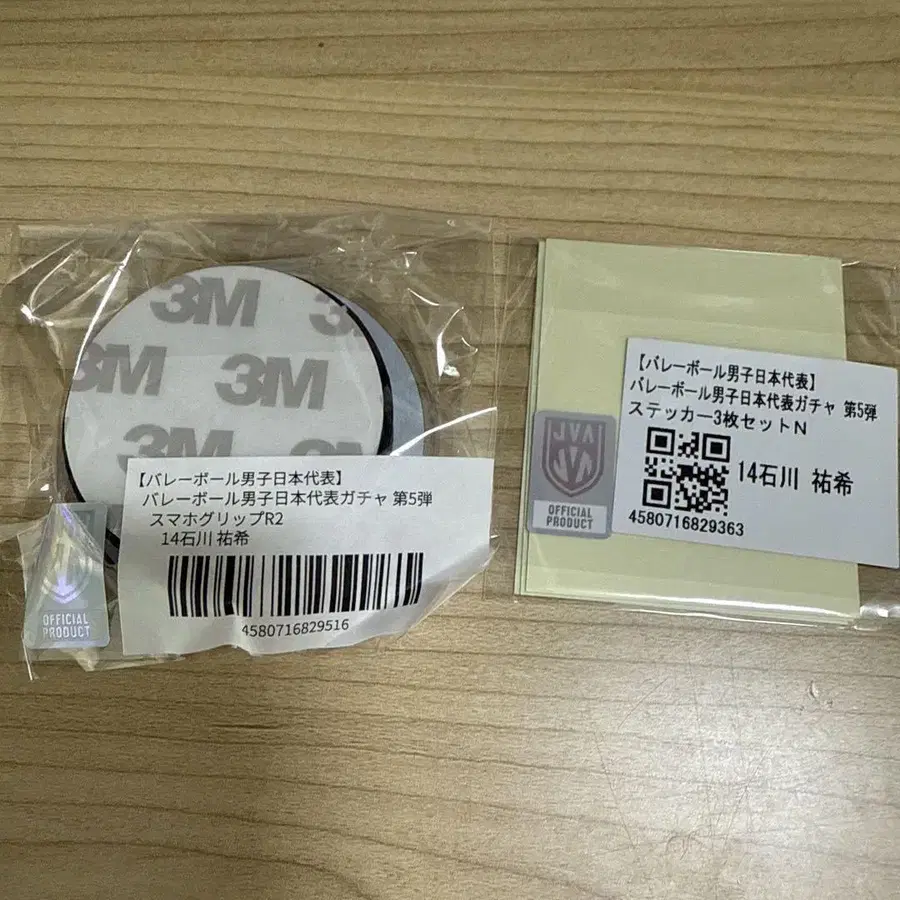 3M
3M
3M
3M
3M
3M
【バレーボール男子日本代表】
バレーボール男子日本代表ガチャ 第5弾
スマホグリップR2
14石川 祐希
4580716829516
OFFICIAL
PRODUCT
【バレーボール男子日本代表】
バレーボール男子日本代表ガチャ 第5弾
ステッカー3枚セットN
14石川 祐希
4580716829363
JVA
JVA
OFFICIAL
PRODUCT